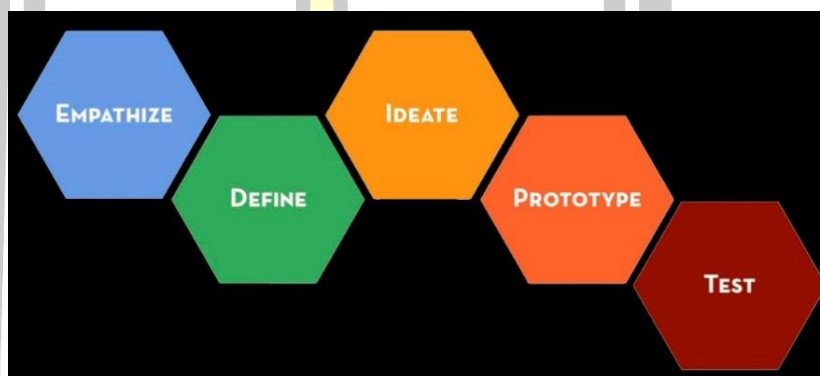 EMPATHIZE
DEFINE
IDEATE
PROTOTYPE
TEST